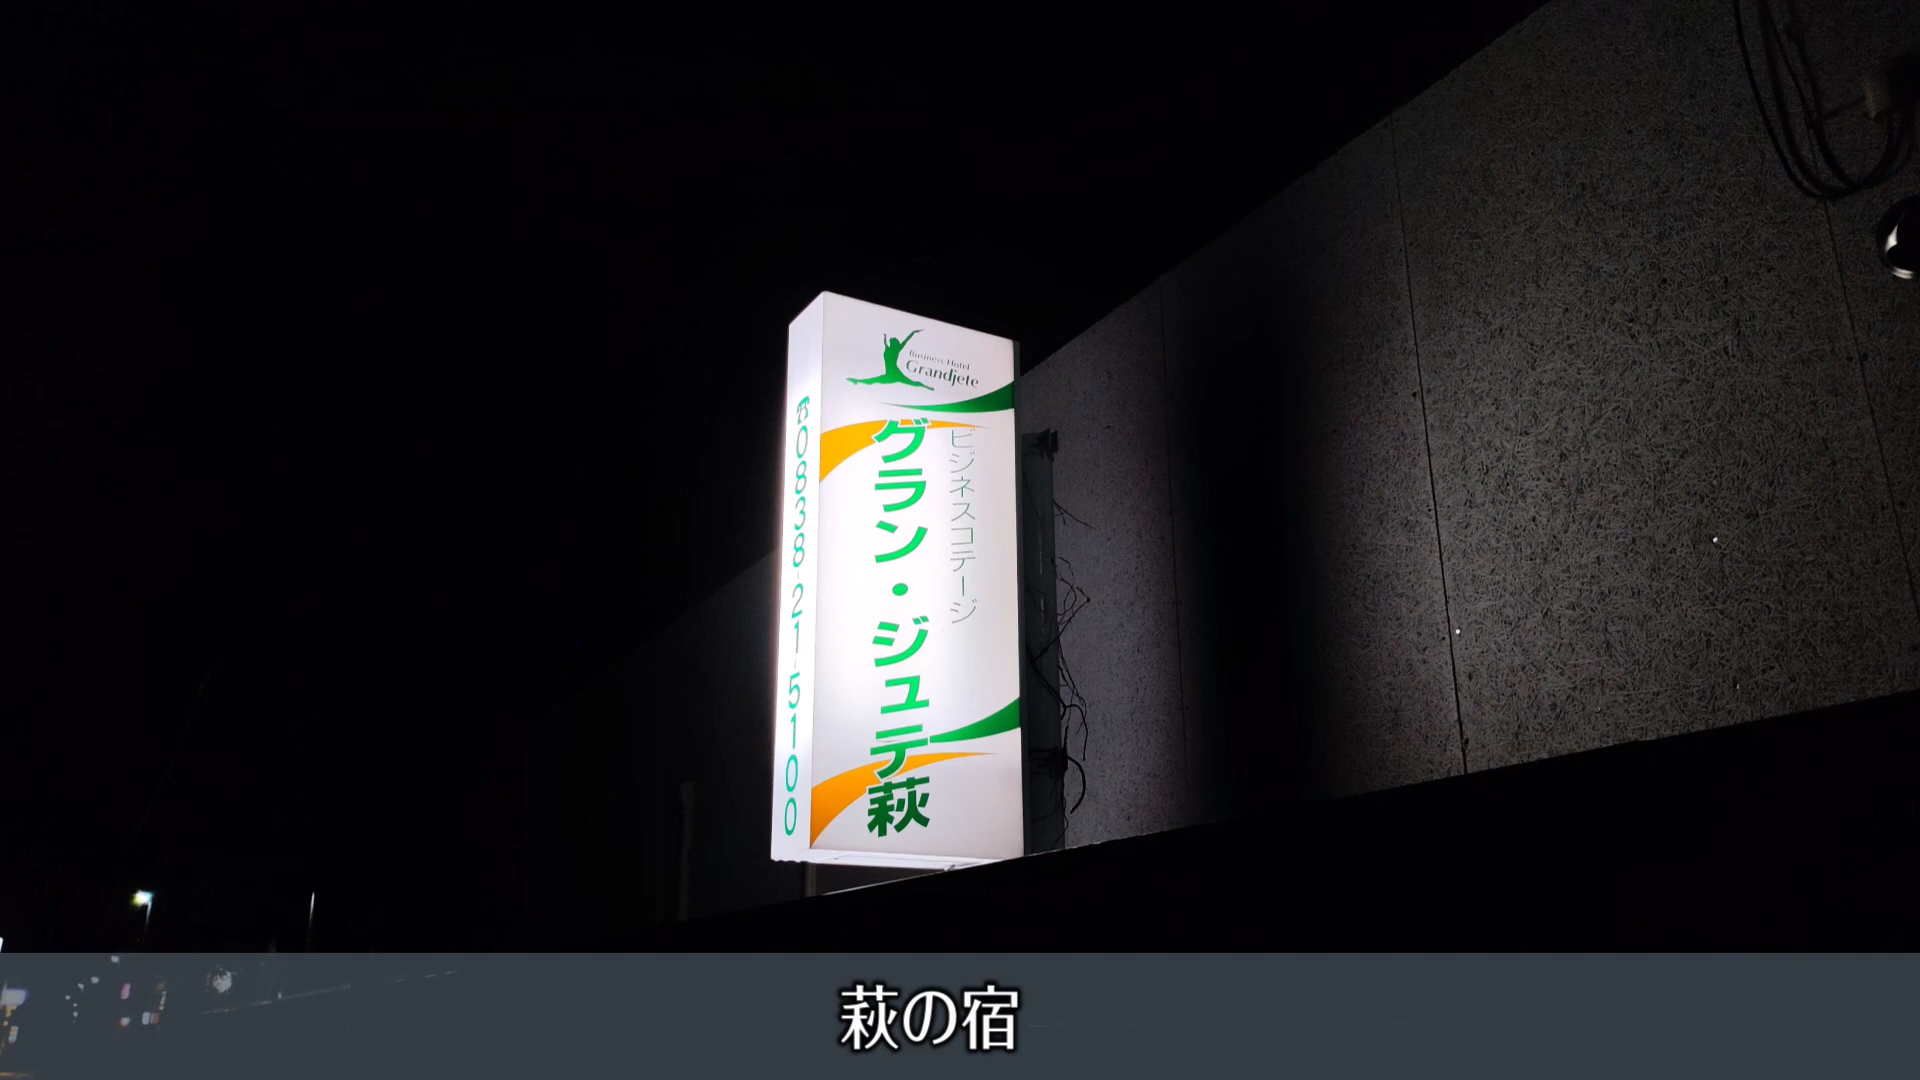 Business Hotel
Grandjete
ビジネスコテージ
グラン・ジュテ萩
☎0838-21-5100
萩の宿